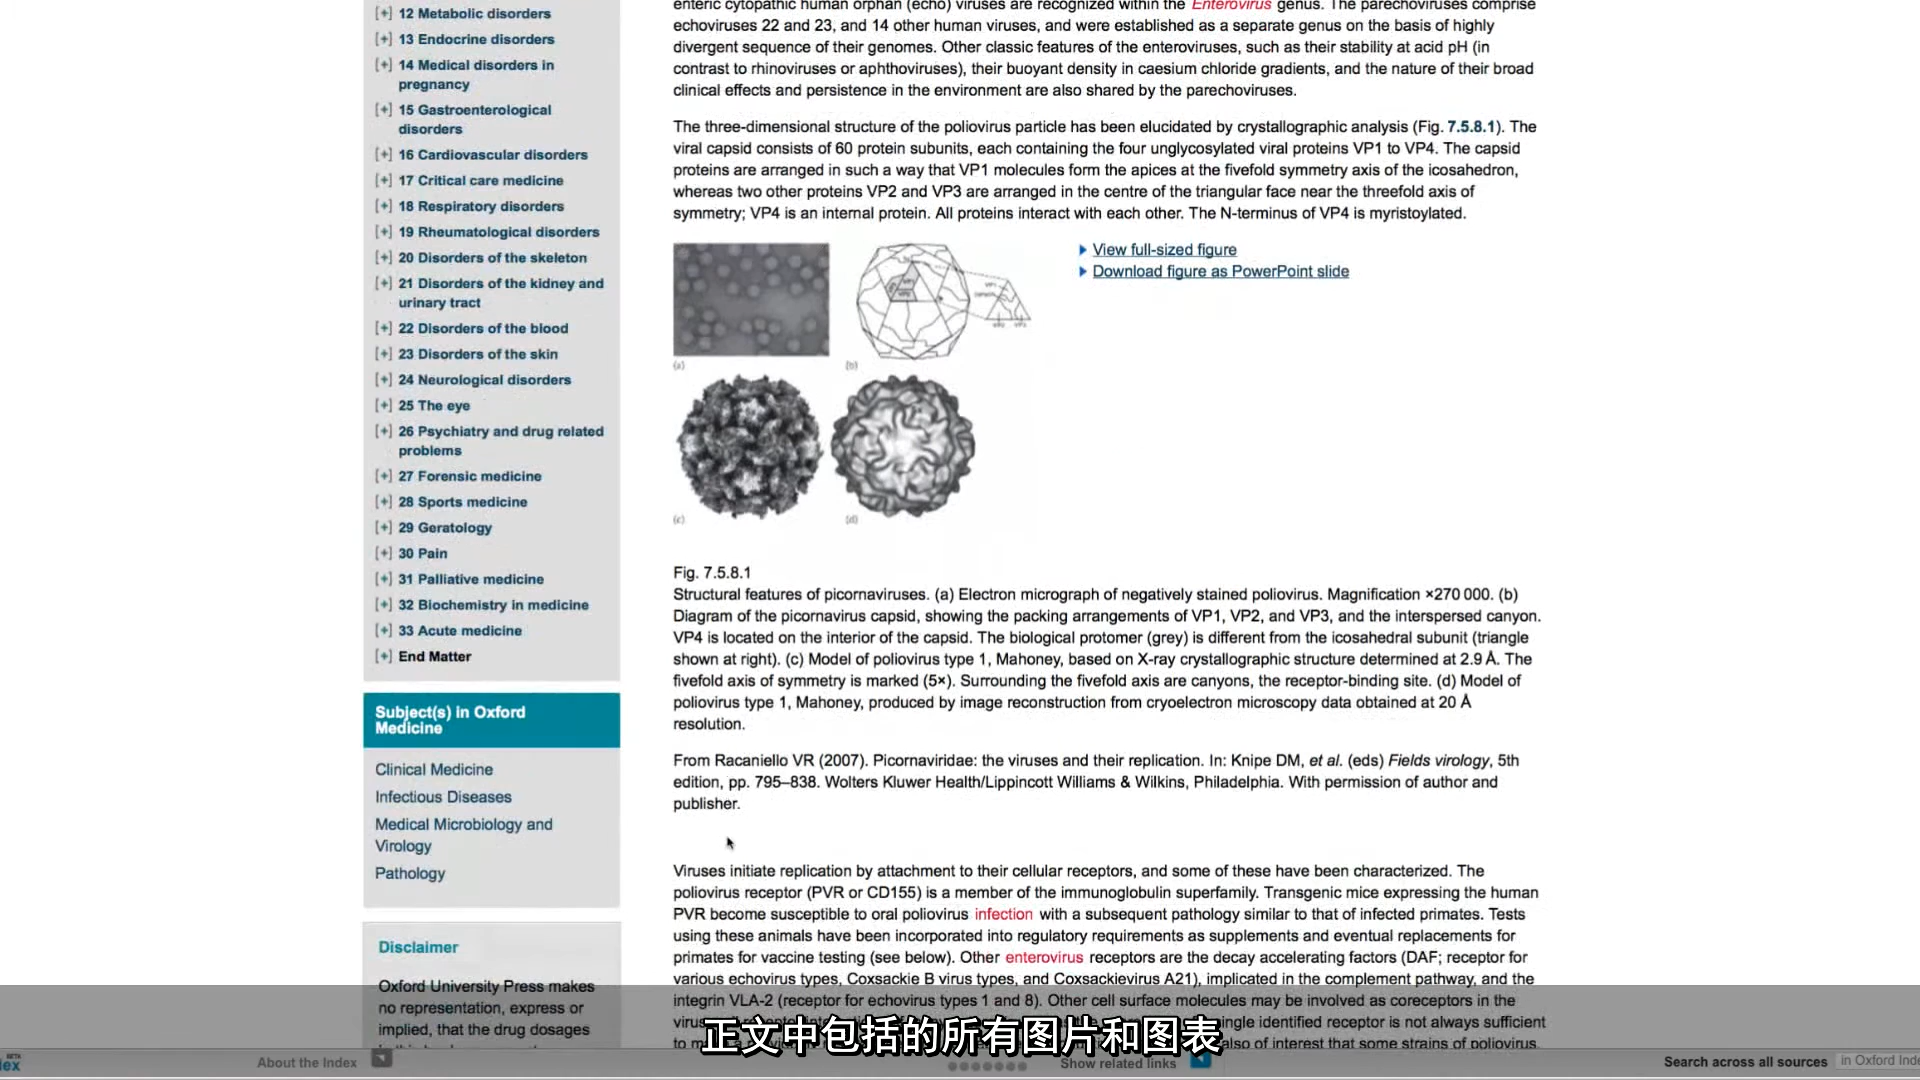 [+] 12 Metabolic disorders
[+] 13 Endocrine disorders
[+] 14 Medical disorders in
pregnancy
[+] 15 Gastroenterological
disorders
[+] 16 Cardiovascular disorders
[+] 17 Critical care medicine
[+] 18 Respiratory disorders
[+] 19 Rheumatological disorders
[+] 20 Disorders of the skeleton
[+] 21 Disorders of the kidney and
urinary tract
[+] 22 Disorders of the blood
[+] 23 Disorders of the skin
[+] 24 Neurological disorders
[+] 25 The eye
[+] 26 Psychiatry and drug related
problems
[+] 27 Forensic medicine
[+] 28 Sports medicine
[+] 29 Geratology
[+] 30 Pain
[+] 31 Palliative medicine
[+] 32 Biochemistry in medicine
[+] 33 Acute medicine
[+] End Matter
Subject(s) in Oxford
Medicine
Clinical Medicine
Infectious Diseases
Medical Microbiology and
Virology
Pathology
Disclaimer
Oxford University Press makes
no representation, express or
implied, that the drug dosages
enteric cytopathic human orphan (echo) viruses are recognized within the Enterovirus genus. The parechoviruses comprise
echoviruses 22 and 23, and 14 other human viruses, and were established as a separate genus on the basis of highly
divergent sequence of their genomes. Other classic features of the enteroviruses, such as their stability at acid pH (in
contrast to rhinoviruses or aphthoviruses), their buoyant density in caesium chloride gradients, and the nature of their broad
clinical effects and persistence in the environment are also shared by the parechoviruses.
The three-dimensional structure of the poliovirus particle has been elucidated by crystallographic analysis (Fig. 7.5.8.1). The
viral capsid consists of 60 protein subunits, each containing the four unglycosylated viral proteins VP1 to VP4. The capsid
proteins are arranged in such a way that VP1 molecules form the apices at the fivefold symmetry axis of the icosahedron,
whereas two other proteins VP2 and VP3 are arranged in the centre of the triangular face near the threefold axis of
symmetry; VP4 is an internal protein. All proteins interact with each other. The N-terminus of VP4 is myristoylated.
View full-sized figure
Download figure as PowerPoint slide
(a)
(b)
(c)
(d)
Fig. 7.5.8.1
Structural features of picornaviruses. (a) Electron micrograph of negatively stained poliovirus. Magnification ×270 000. (b)
Diagram of the picornavirus capsid, showing the packing arrangements of VP1, VP2, and VP3, and the interspersed canyon.
VP4 is located on the interior of the capsid. The biological protomer (grey) is different from the icosahedral subunit (triangle
shown at right). (c) Model of poliovirus type 1, Mahoney, based on X-ray crystallographic structure determined at 2.9 Å. The
fivefold axis of symmetry is marked (5×). Surrounding the fivefold axis are canyons, the receptor-binding site. (d) Model of
poliovirus type 1, Mahoney, produced by image reconstruction from cryoelectron microscopy data obtained at 20 Å
resolution.
From Racaniello VR (2007). Picornaviridae: the viruses and their replication. In: Knipe DM, et al. (eds) Fields virology, 5th
edition, pp. 795–838. Wolters Kluwer Health/Lippincott Williams & Wilkins, Philadelphia. With permission of author and
publisher.
Viruses initiate replication by attachment to their cellular receptors, and some of these have been characterized. The
poliovirus receptor (PVR or CD155) is a member of the immunoglobulin superfamily. Transgenic mice expressing the human
PVR become susceptible to oral poliovirus infection with a subsequent pathology similar to that of infected primates. Tests
using these animals have been incorporated into regulatory requirements as supplements and eventual replacements for
primates for vaccine testing (see below). Other enterovirus receptors are the decay accelerating factors (DAF; receptor for
various echovirus types, Coxsackie B virus types, and Coxsackievirus A21), implicated in the complement pathway, and the
integrin VLA-2 (receptor for echovirus types 1 and 8). Other cell surface molecules may be involved as coreceptors in the
single identified receptor is not always sufficient
also of interest that some strains of poliovirus
正文中包括的所有图片和图表
BETA
About the Index
Show related links
Search across all sources
in Oxford Inde